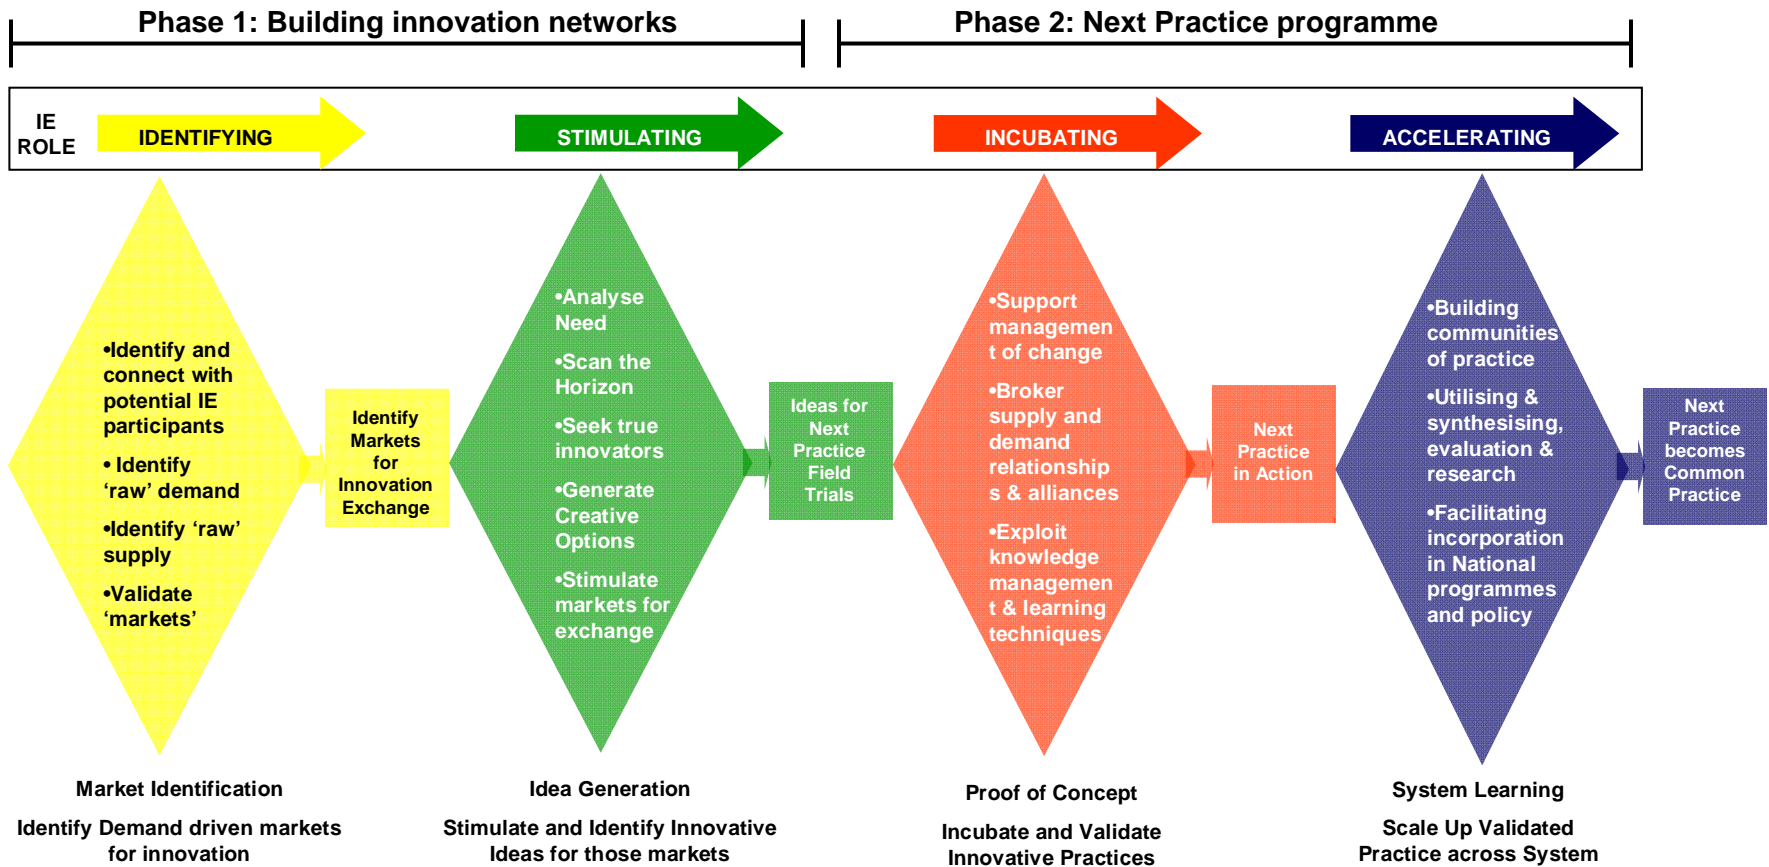 Phase 1: Building innovation networks
Phase 2: Next Practice programme
IE
ROLE
IDENTIFYING
STIMULATING
INCUBATING
ACCELERATING
•Identify and
connect with
potential IE
participants
• Identify
‘raw’ demand
•Identify ‘raw’
supply
•Validate
‘markets’
Identify
Markets
for
Innovation
Exchange
•Analyse
Need
•Scan the
Horizon
•Seek true
innovators
•Generate
Creative
Options
•Stimulate
markets for
exchange
Ideas for
Next
Practice
Field
Trials
•Support
managemen
t of change
•Broker
supply and
demand
relationship
s & alliances
•Exploit
knowledge
managemen
t & learning
techniques
Next
Practice
in Action
•Building
communities
of practice
•Utilising &
synthesising,
evaluation &
research
•Facilitating
incorporation
in National
programmes
and policy
Next
Practice
becomes
Common
Practice
Market Identification
Identify Demand driven markets
for innovation
Idea Generation
Stimulate and Identify Innovative
Ideas for those markets
Proof of Concept
Incubate and Validate
Innovative Practices
System Learning
Scale Up Validated
Practice across System